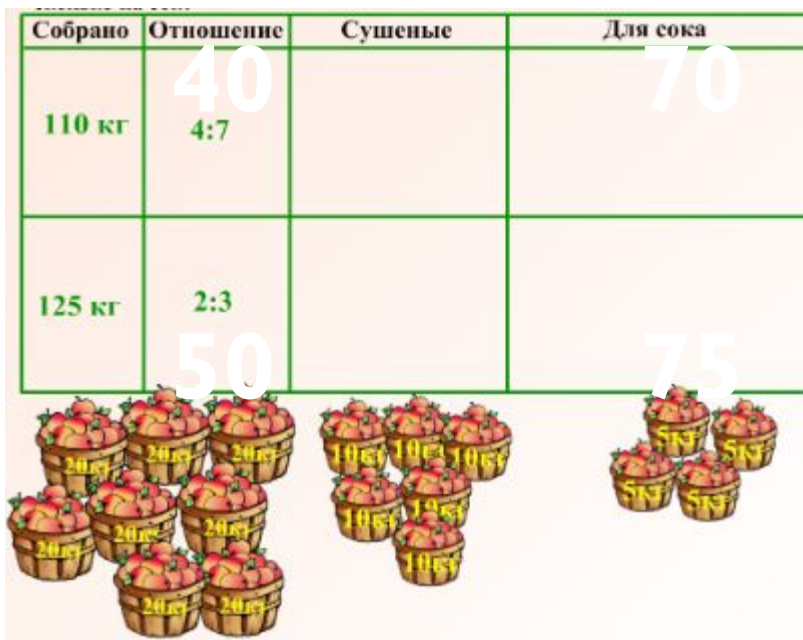 Собрано Отношение Сушеные Для сока
40 70
110 кг 4:7
125 кг 2:3
50 75
20кг 20кг 20кг 10кг 10кг 10кг 5кг 5кг
20кг 20кг 20кг 10кг 10кг 5кг 5кг
20кг 20кг 10кг